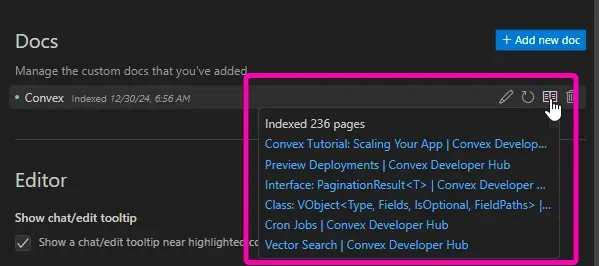 Docs
+ Add new doc
Manage the custom docs that you've added
Convex Indexed 12/30/24, 6:56 AM
Indexed 236 pages
Convex Tutorial: Scaling Your App | Convex Develop...
Preview Deployments | Convex Developer Hub
Interface: PaginationResult<T> | Convex Developer ...
Class: VObject<Type, Fields, IsOptional, FieldPaths> |...
Cron Jobs | Convex Developer Hub
Vector Search | Convex Developer Hub
Editor
Show chat/edit tooltip
Show a chat/edit tooltip near highlighted co